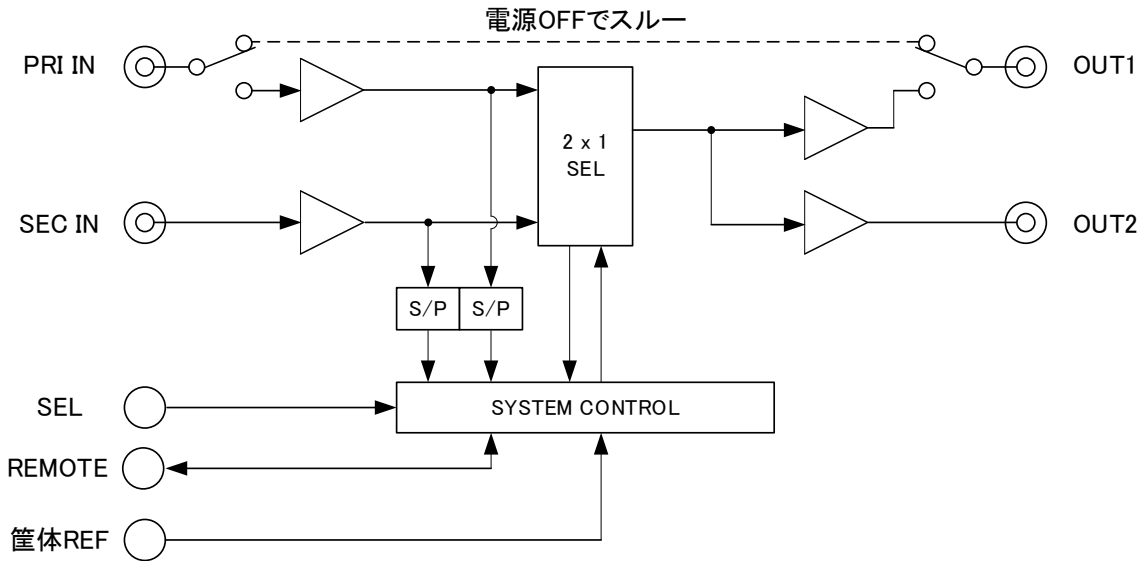 電源OFFでスルー
PRI IN
OUT1
2 x 1
SEL
SEC IN
OUT2
S/P
S/P
SEL
SYSTEM CONTROL
REMOTE
筐体REF